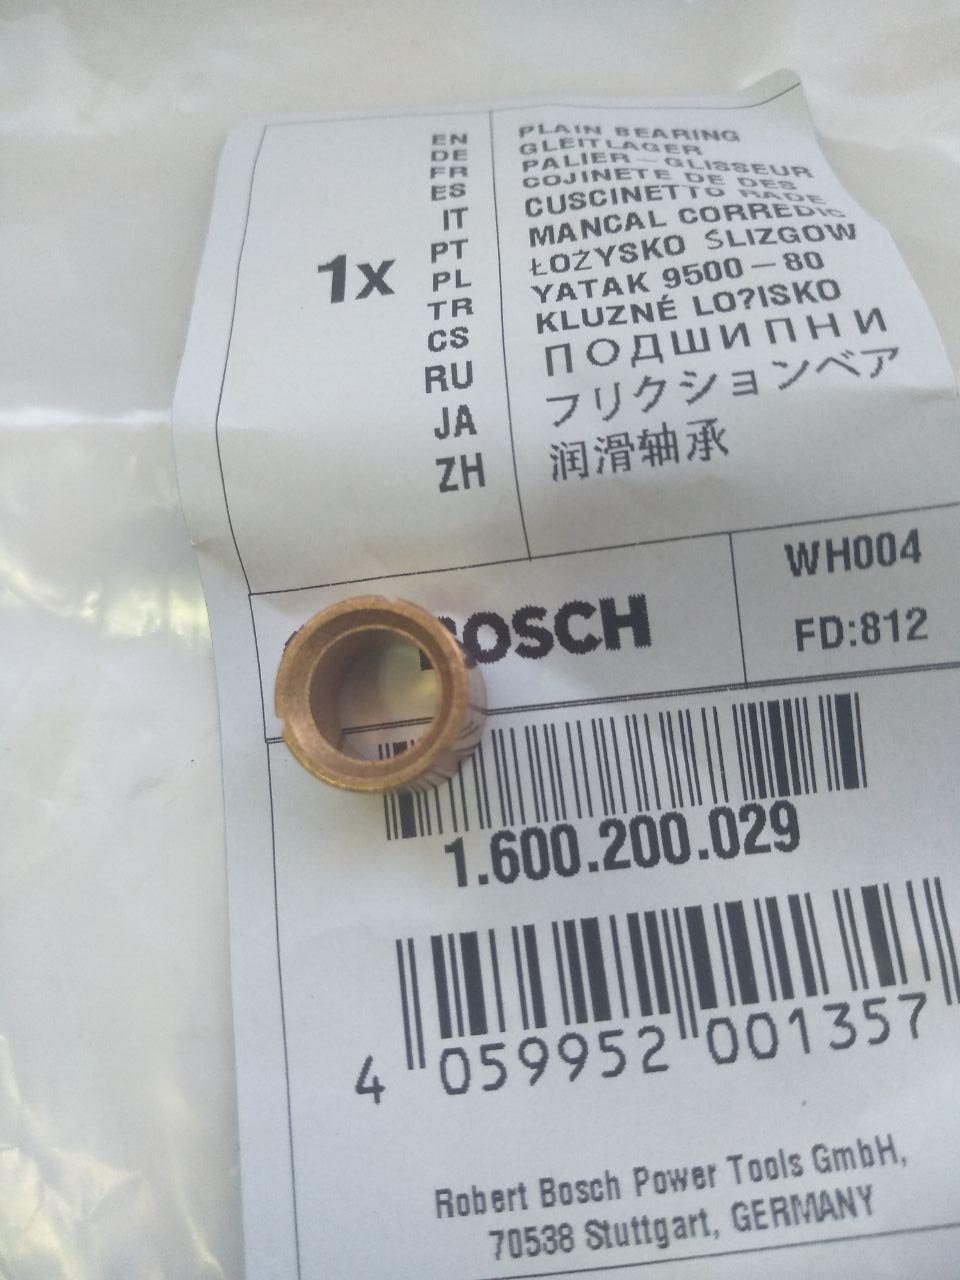 1x
EN PLAIN BEARING
DE GLEITLAGER
FR PALIER-GLISSEUR
ES COJINETE DE DES
IT CUSCINETTO RADE
PT MANCAL CORREDIC
PL ŁOŻYSKO ŚLIZGOW
TR YATAK 9500-80
CS KLUZNÉ LO?ISKO
RU ПОДШИПНИ
JA フリクションベア
ZH 润滑轴承
BOSCH
WH004
FD:812
1.600.200.029
4 059952 001357
Robert Bosch Power Tools GmbH,
70538 Stuttgart, GERMANY